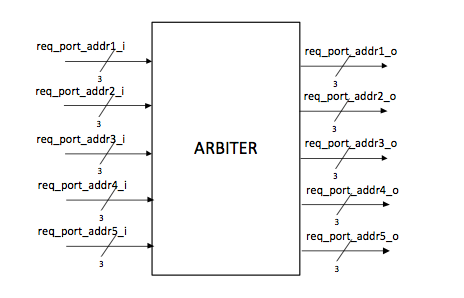 req_port_addr1_i
3
req_port_addr2_i
3
req_port_addr3_i
3
req_port_addr4_i
3
req_port_addr5_i
3
ARBITER
req_port_addr1_o
3
req_port_addr2_o
3
req_port_addr3_o
3
req_port_addr4_o
3
req_port_addr5_o
3